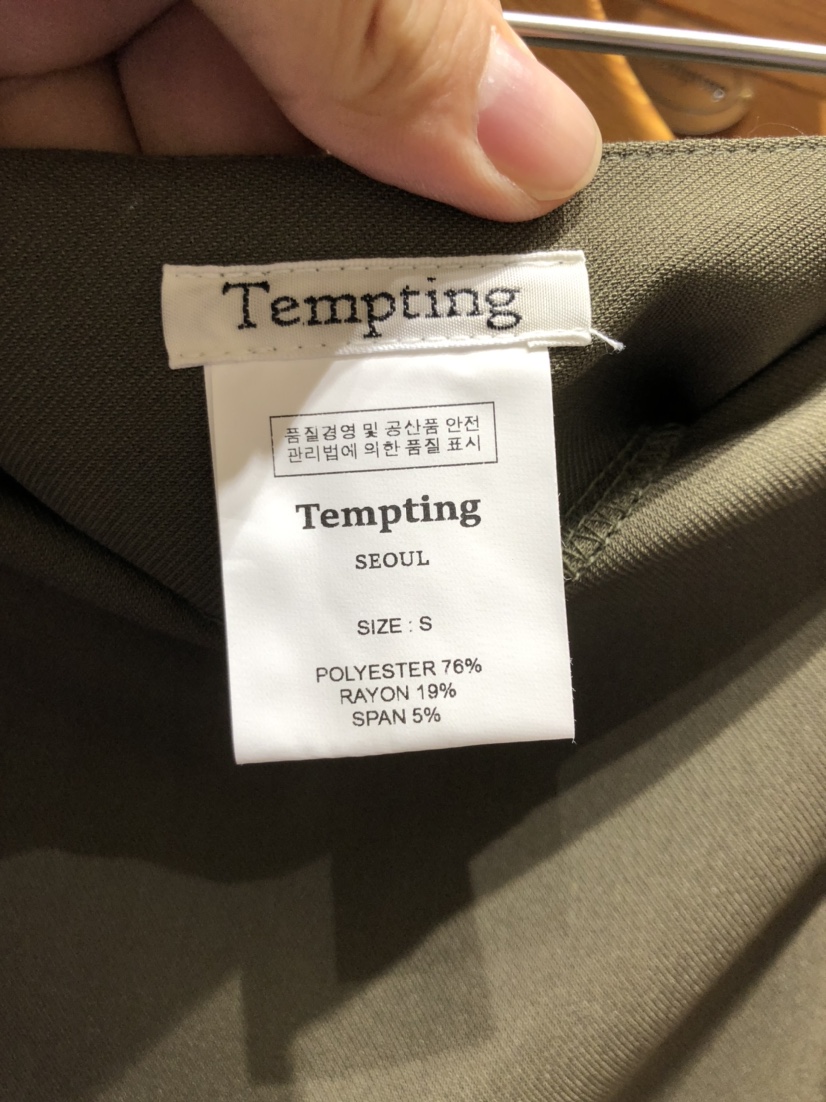 Tempting
품질경영 및 공산품 안전
관리법에 의한 품질 표시
Tempting
SEOUL
SIZE : S
POLYESTER 76%
RAYON 19%
SPAN 5%